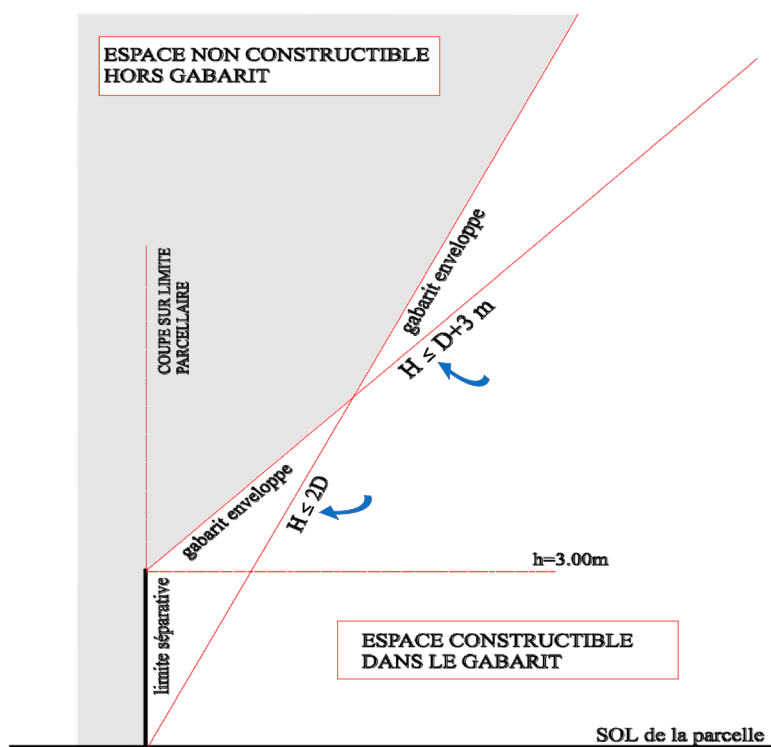 ESPACE NON CONSTRUCTIBLE
HORS GABARIT
COUPE SUR LIMITE
PARCELLAIRE
gabarit enveloppe
H ≤ D+3 m
gabarit enveloppe
H ≤ 2D
h=3.00m
limite séparative
ESPACE CONSTRUCTIBLE
DANS LE GABARIT
SOL de la parcelle